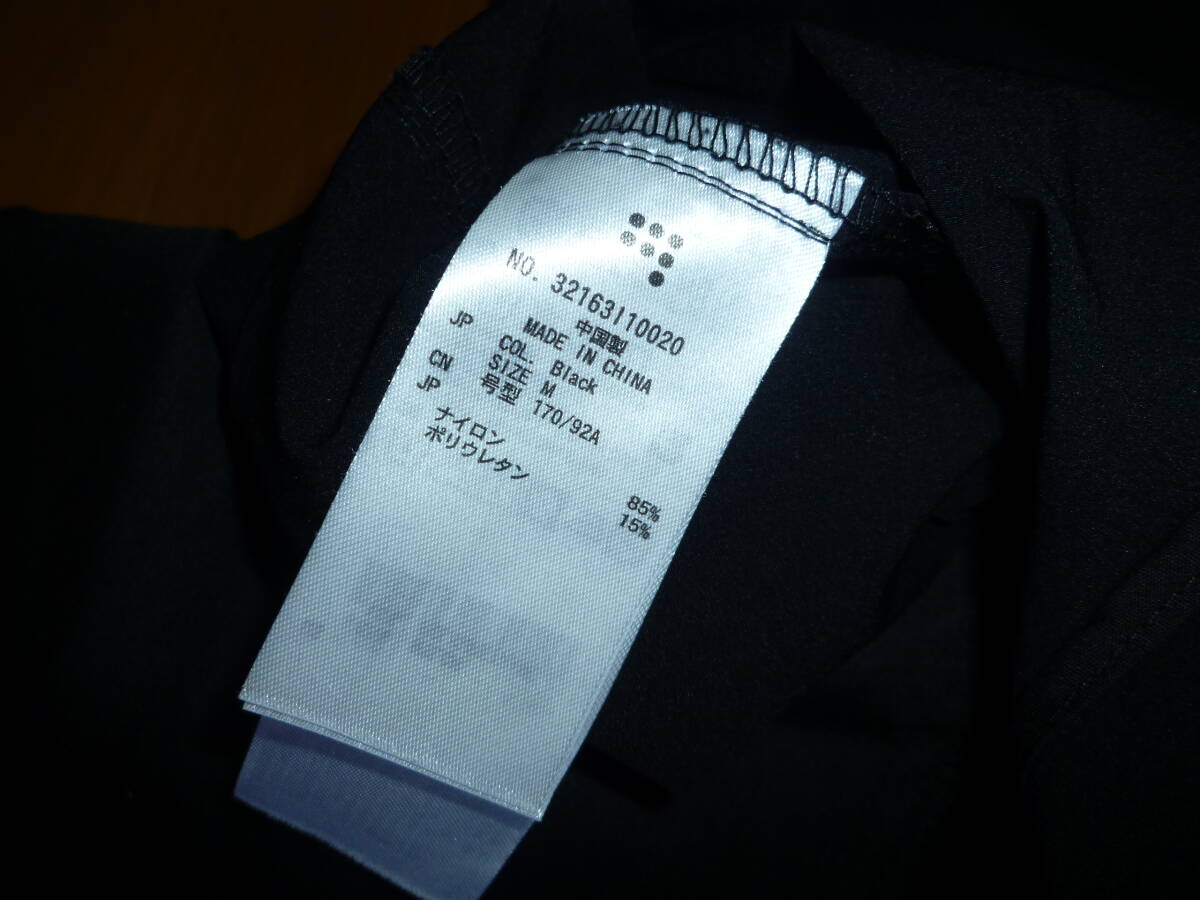 NO. 32163I10020
中国製
MADE IN CHINA
JP COL. Black
SIZE M
CN 号型 170/92A
JP
ナイロン 85%
ポリウレタン 15%